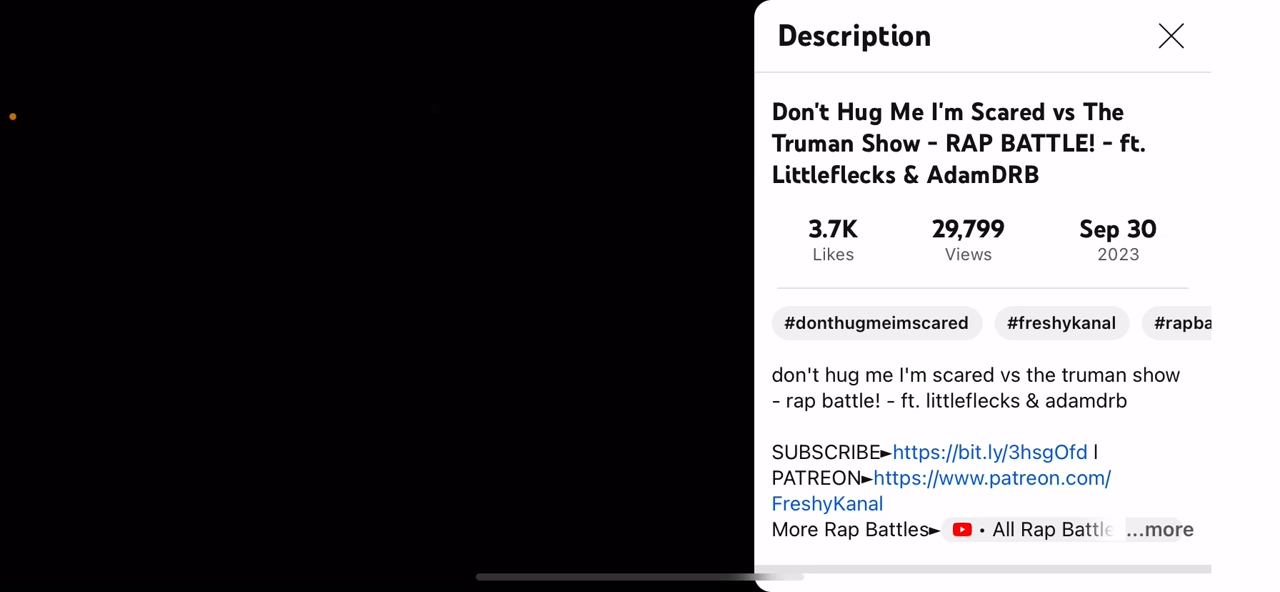 Description
Don't Hug Me I'm Scared vs The
Truman Show - RAP BATTLE! - ft.
Littleflecks & AdamDRB
3.7K 29,799 Sep 30
Likes Views 2023
#donthugmeimscared #freshykanal #rapba
don't hug me I'm scared vs the truman show
- rap battle! - ft. littleflecks & adamdrb
SUBSCRIBE►https://bit.ly/3hsgOfd |
PATREON►https://www.patreon.com/
FreshyKanal
More Rap Battles► • All Rap Battle ...more